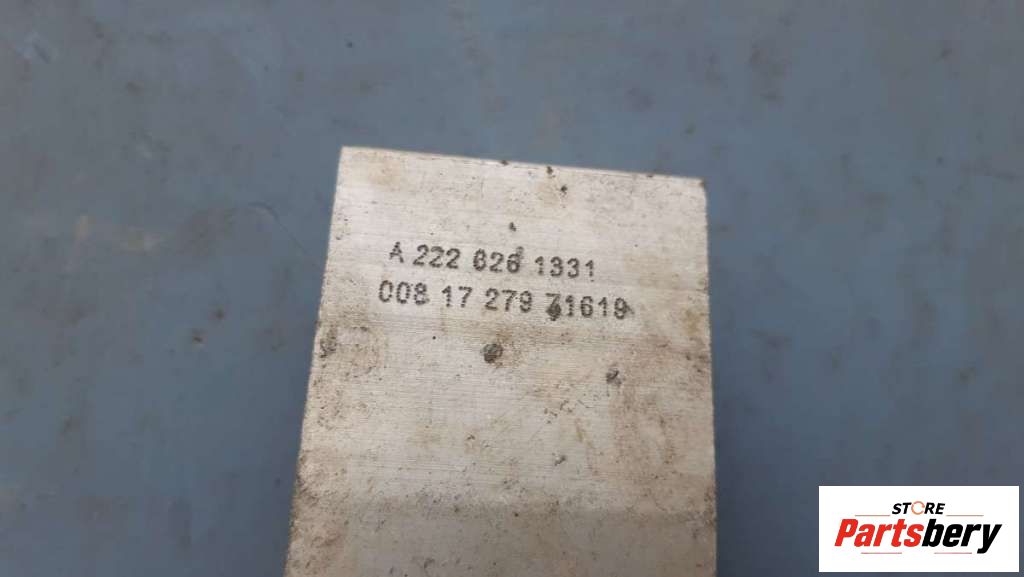 A 222 626 1331
008 17 279 71619
STORE
Partsbery